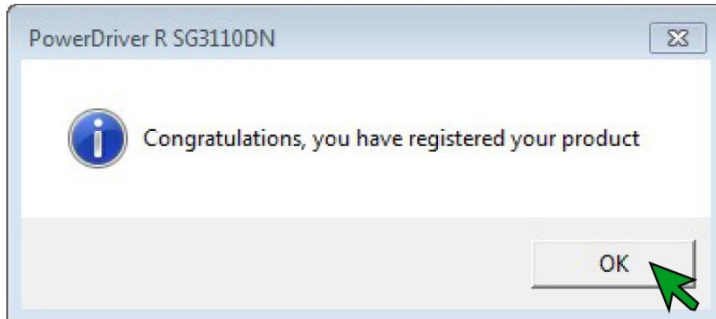 PowerDriver R SG3110DN
Congratulations, you have registered your product
OK